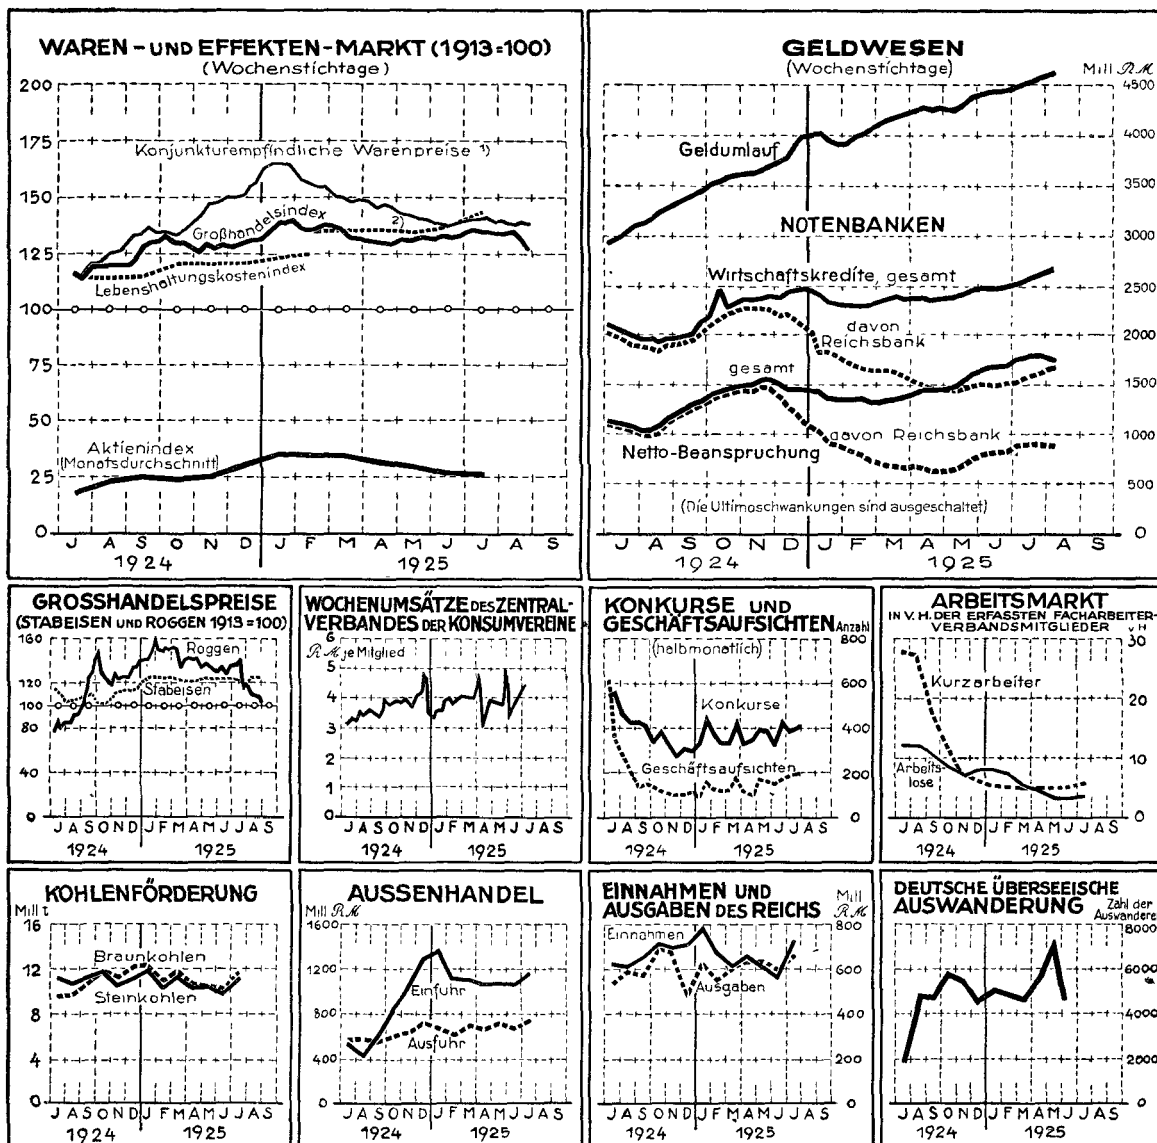 WAREN-UND EFFEKTEN-MARKT (1913=100)
(Wochenstichtage)
200
175
150
125
100
75
50
25
0
Konjunkturempfindliche Warenpreise 1)
Großhandelsindex
2)
Lebenshaltungskostenindex
Aktienindex
(Monatsdurchschnitt)
J A S O N D J F M A M J J A S
1924 1925
GELDWESEN
(Wochenstichtage)
Mill R.M.
4500
4000
3500
3000
2500
2000
1500
1000
500
0
Geldumlauf
NOTENBANKEN
Wirtschaftskredite, gesamt
davon
Reichsbank
gesamt
davon Reichsbank
Netto-Beanspruchung
(Die Ultimoschwankungen sind ausgeschaltet)
J A S O N D J F M A M J J A S
1924 1925
GROSSHANDELSPREISE
(STABEISEN UND ROGGEN 1913=100)
160
120
100
80
40
0
Roggen
Stabeisen
J A S O N D J F M A M J J A S
1924 1925
WOCHENUMSÄTZE DES ZENTRAL-
VERBANDES DER KONSUMVEREINE
R.M. je Mitglied
6
5
4
3
2
1
0
J A S O N D J F M A M J J A S
1924 1925
KONKURSE UND
GESCHÄFTSAUFSICHTEN
Anzahl
(halbmonatlich)
800
600
400
200
0
Konkurse
Geschäftsaufsichten
J A S O N D J F M A M J J A S
1924 1925
ARBEITSMARKT
IN V.H. DER ERFASSTEN FACHARBEITER-
VERBANDSMITGLIEDER
v H
30
20
10
0
Kurzarbeiter
Arbeits-
lose
J A S O N D J F M A M J J A S
1924 1925
KOHLENFÖRDERUNG
Mill t
16
12
8
4
0
Braunkohlen
Steinkohlen
J A S O N D J F M A M J J A S
1924 1925
AUSSENHANDEL
Mill R.M.
1600
1200
800
400
0
Einfuhr
Ausfuhr
J A S O N D J F M A M J J A S
1924 1925
EINNAHMEN UND
AUSGABEN DES REICHS
Mill
R.M.
800
600
400
200
0
Einnahmen
Ausgaben
J A S O N D J F M A M J J A S
1924 1925
DEUTSCHE ÜBERSEEISCHE
AUSWANDERUNG
Zahl der
Auswanderer
8000
6000
4000
2000
0
J A S O N D J F M A M J J A S
1924 1925